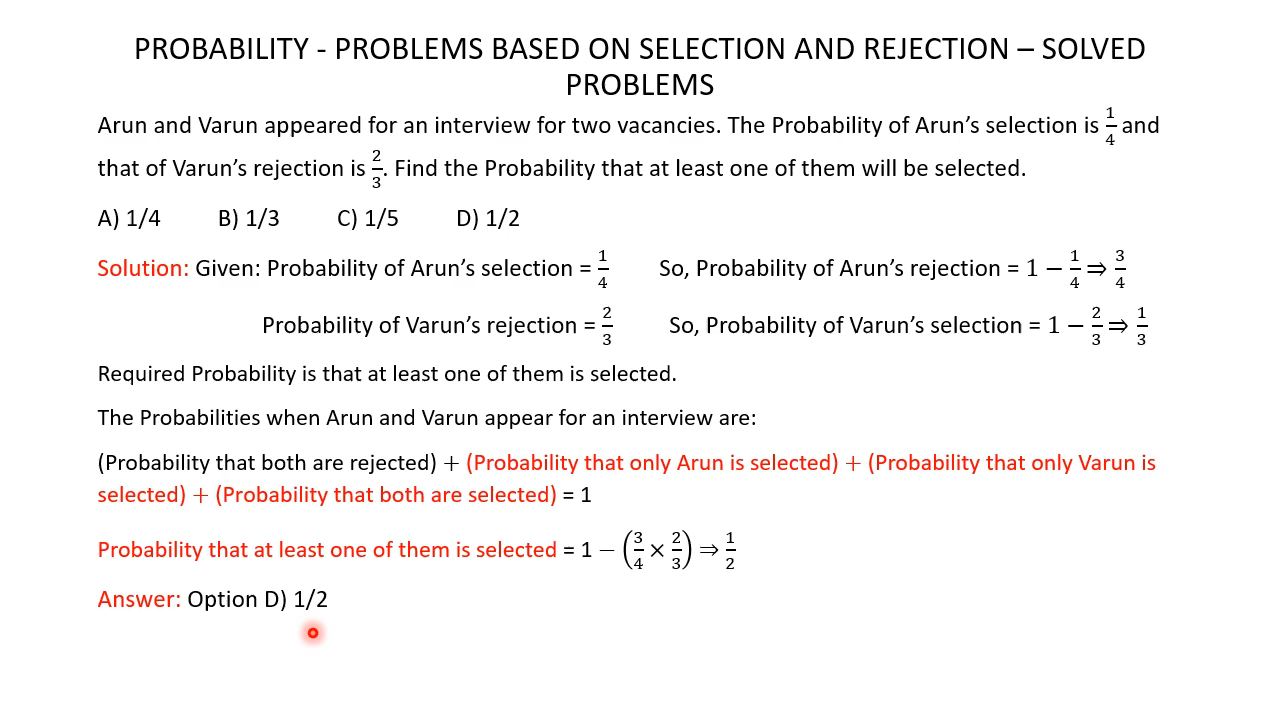 PROBABILITY - PROBLEMS BASED ON SELECTION AND REJECTION – SOLVED
PROBLEMS
Arun and Varun appeared for an interview for two vacancies. The Probability of Arun’s selection is 1/4 and
that of Varun’s rejection is 2/3. Find the Probability that at least one of them will be selected.
A) 1/4 B) 1/3 C) 1/5 D) 1/2
Solution: Given: Probability of Arun’s selection = 1/4 So, Probability of Arun’s rejection = 1 − 1/4 ⇒ 3/4
Probability of Varun’s rejection = 2/3 So, Probability of Varun’s selection = 1 − 2/3 ⇒ 1/3
Required Probability is that at least one of them is selected.
The Probabilities when Arun and Varun appear for an interview are:
(Probability that both are rejected) + (Probability that only Arun is selected) + (Probability that only Varun is
selected) + (Probability that both are selected) = 1
Probability that at least one of them is selected = 1 − (3/4 × 2/3) ⇒ 1/2
Answer: Option D) 1/2